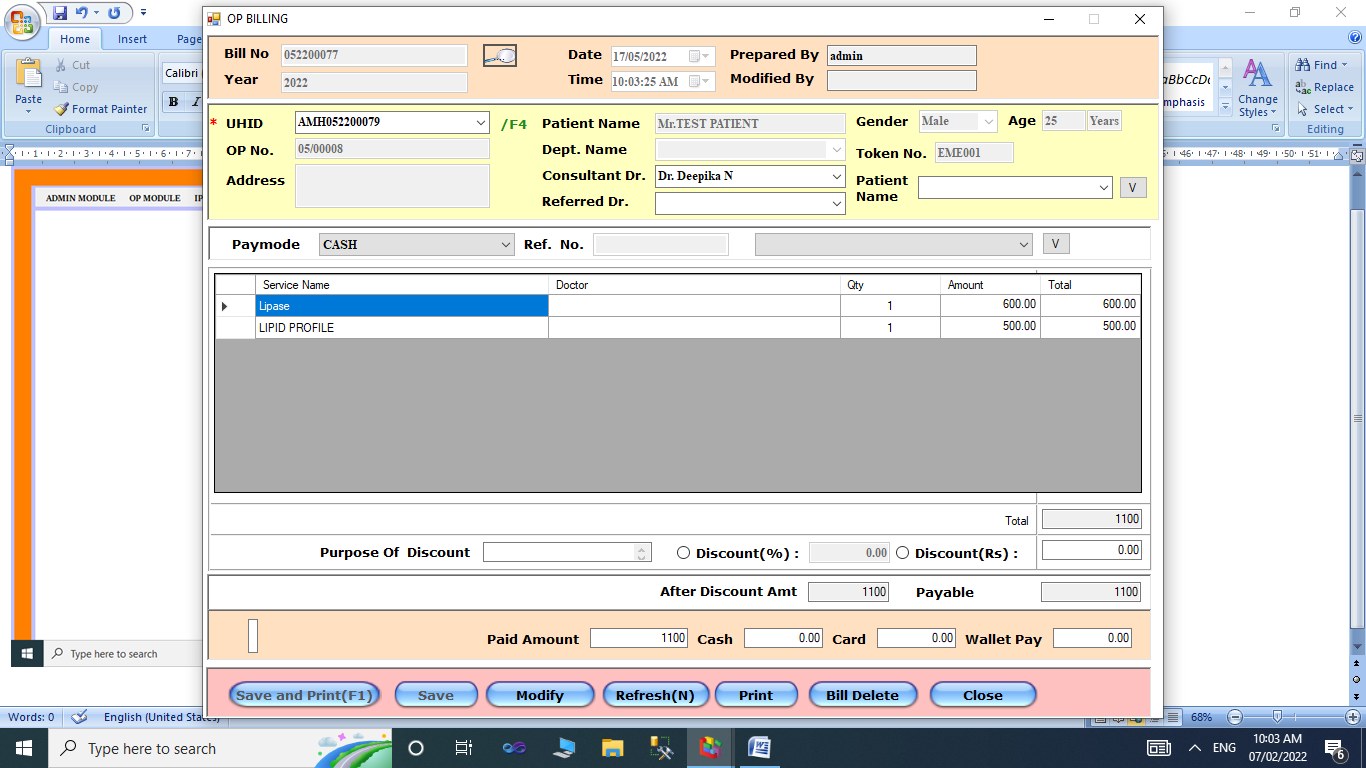 OP BILLING
Home Insert Page
Paste Cut Copy Format Painter
Clipboard
Calibri
B I
Find Replace Select
Change Styles
Editing
ADMIN MODULE OP MODULE
Bill No 052200077 Date 17/05/2022 Prepared By admin
Year 2022 Time 10:03:25 AM Modified By
* UHID AMH052200079 /F4 Patient Name Mr.TEST PATIENT Gender Male Age 25 Years
OP No. 05/00008 Dept. Name Token No. EME001
Address Consultant Dr. Dr. Deepika N Patient Name V
Referred Dr.
Paymode CASH Ref. No. V
Service Name Doctor Qty Amount Total
Lipase 1 600.00 600.00
LIPID PROFILE 1 500.00 500.00
Total 1100
Purpose Of Discount Discount(%) : 0.00 Discount(Rs) : 0.00
After Discount Amt 1100 Payable 1100
Paid Amount 1100 Cash 0.00 Card 0.00 Wallet Pay 0.00
Save and Print(F1) Save Modify Refresh(N) Print Bill Delete Close
Type here to search
Words: 0 English (United States) 68%
Type here to search ENG 10:03 AM
07/02/2022 6